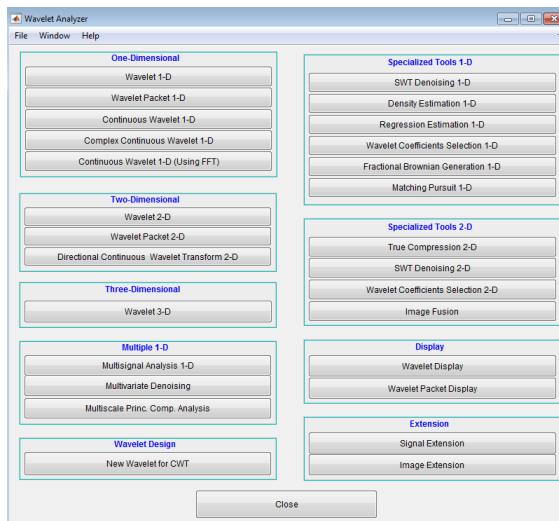 Wavelet Analyzer
File Window Help
One-Dimensional
Wavelet 1-D
Wavelet Packet 1-D
Continuous Wavelet 1-D
Complex Continuous Wavelet 1-D
Continuous Wavelet 1-D (Using FFT)
Two-Dimensional
Wavelet 2-D
Wavelet Packet 2-D
Directional Continuous Wavelet Transform 2-D
Three-Dimensional
Wavelet 3-D
Multiple 1-D
Multisignal Analysis 1-D
Multivariate Denoising
Multiscale Princ. Comp. Analysis
Wavelet Design
New Wavelet for CWT
Specialized Tools 1-D
SWT Denoising 1-D
Density Estimation 1-D
Regression Estimation 1-D
Wavelet Coefficients Selection 1-D
Fractional Brownian Generation 1-D
Matching Pursuit 1-D
Specialized Tools 2-D
True Compression 2-D
SWT Denoising 2-D
Wavelet Coefficients Selection 2-D
Image Fusion
Display
Wavelet Display
Wavelet Packet Display
Extension
Signal Extension
Image Extension
Close